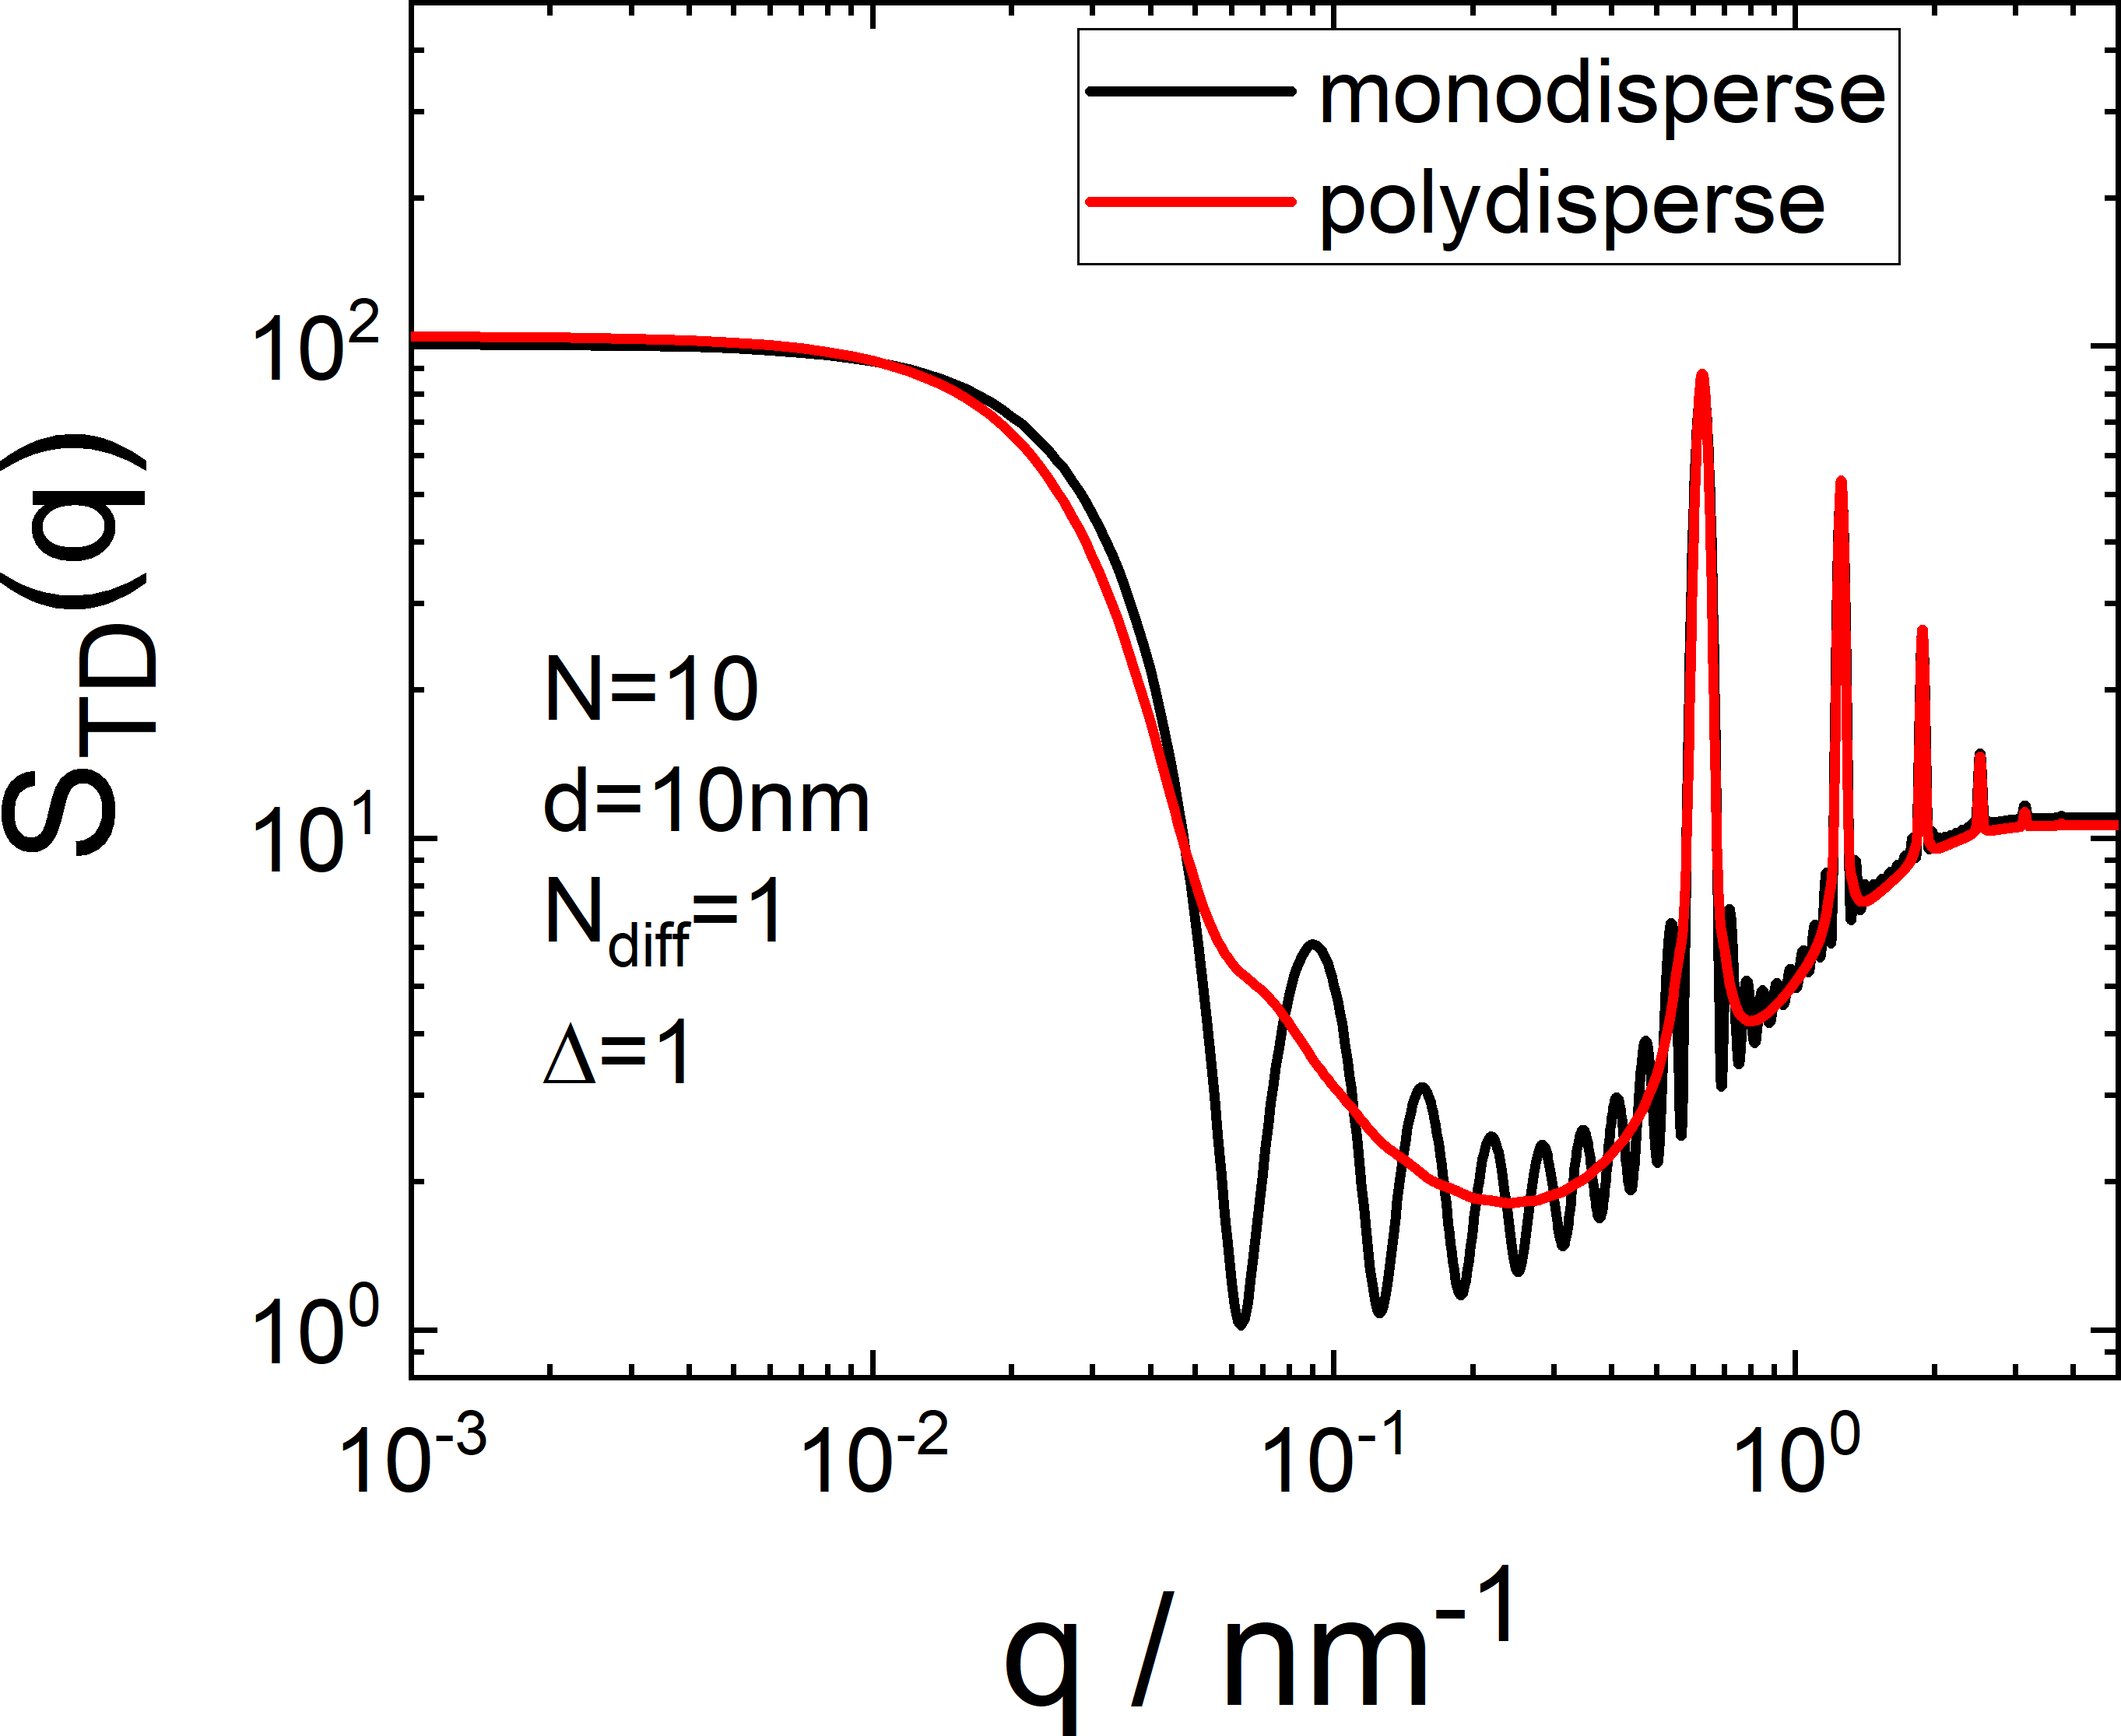 monodisperse
polydisperse
S_TD(q)
10²
10¹
10⁰
N=10
d=10nm
N_diff=1
Δ=1
10⁻³ 10⁻² 10⁻¹ 10⁰
q / nm⁻¹